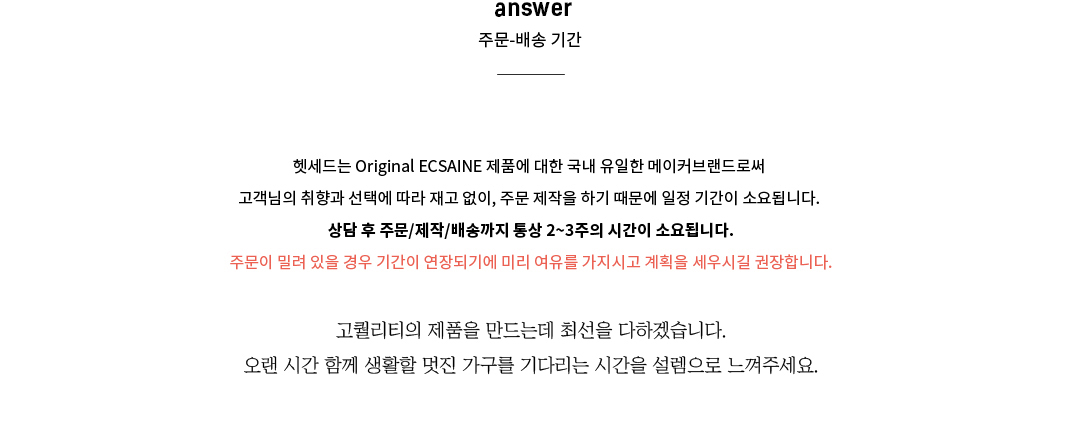 answer
주문-배송 기간
헷세드는 Original ECSAINE 제품에 대한 국내 유일한 메이커브랜드로써
고객님의 취향과 선택에 따라 재고 없이, 주문 제작을 하기 때문에 일정 기간이 소요됩니다.
상담 후 주문/제작/배송까지 통상 2~3주의 시간이 소요됩니다.
주문이 밀려 있을 경우 기간이 연장되기에 미리 여유를 가지시고 계획을 세우시길 권장합니다.
고퀄리티의 제품을 만드는데 최선을 다하겠습니다.
오랜 시간 함께 생활할 멋진 가구를 기다리는 시간을 설렘으로 느껴주세요.